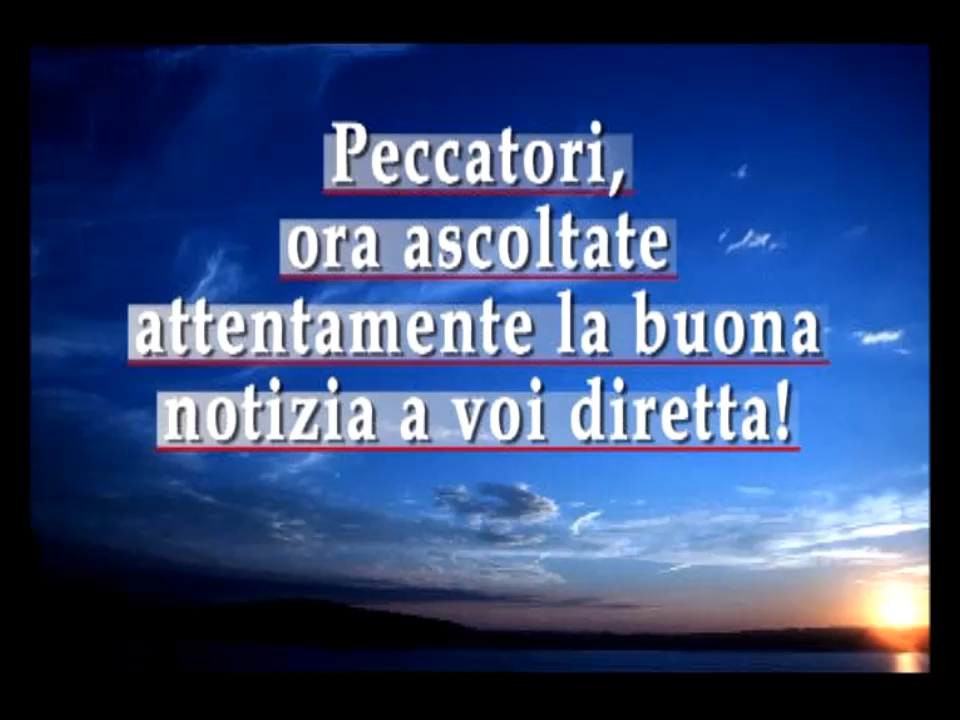 Peccatori,
ora ascoltate
attentamente la buona
notizia a voi diretta!